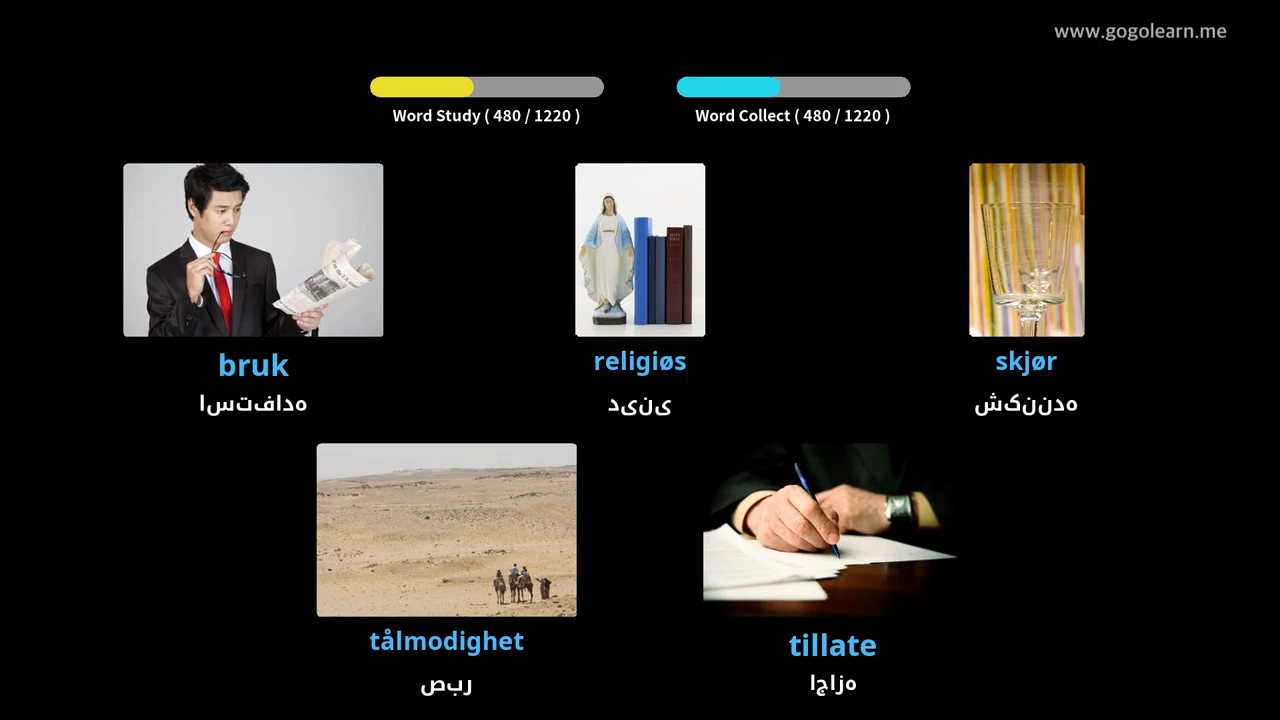 www.gogolearn.me
Word Study ( 480 / 1220 )
Word Collect ( 480 / 1220 )
bruk
استفاده
religiøs
دینی
skjør
شکننده
tålmodighet
صبر
tillate
اجازه